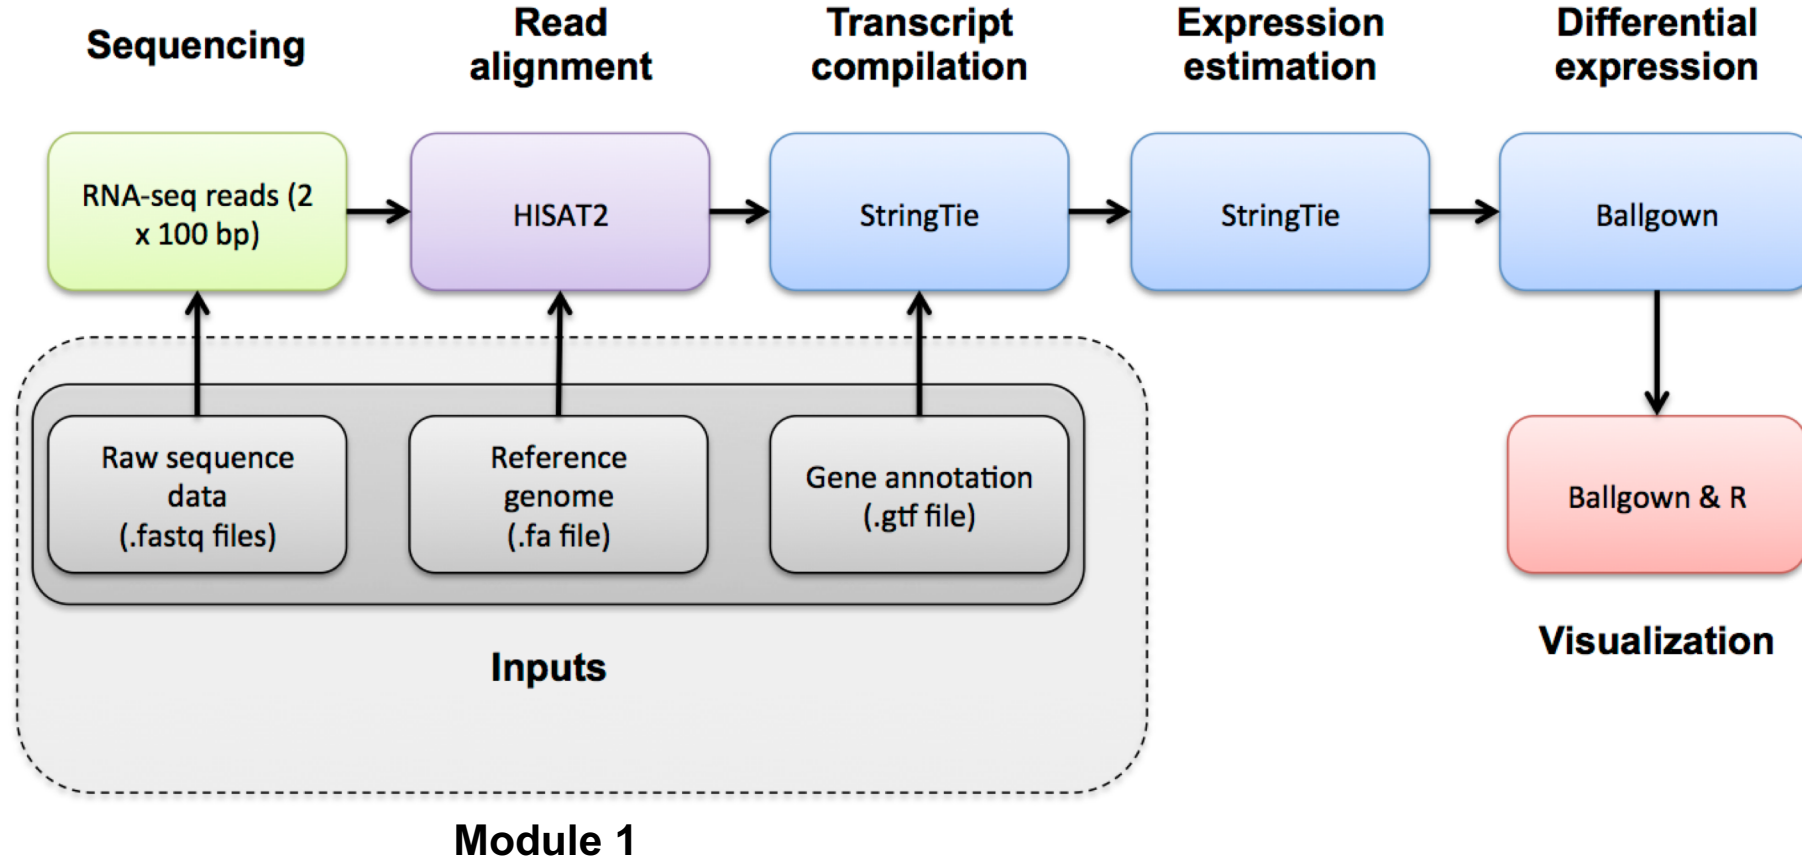 Sequencing
Read
alignment
Transcript
compilation
Expression
estimation
Differential
expression
RNA-seq reads (2
x 100 bp)
HISAT2
StringTie
StringTie
Ballgown
Raw sequence
data
(.fastq files)
Reference
genome
(.fa file)
Gene annotation
(.gtf file)
Ballgown & R
Inputs
Visualization
Module 1